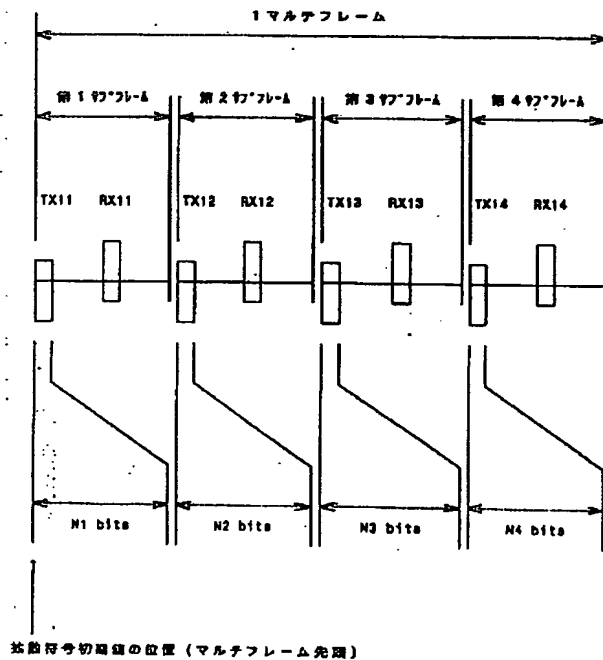 1マルチフレーム
第1サブフレーム 第2サブフレーム 第3サブフレーム 第4サブフレーム
TX11 RX11 TX12 RX12 TX13 RX13 TX14 RX14
N1 bits N2 bits N3 bits N4 bits
拡散符号初期値の位置(マルチフレーム先頭)